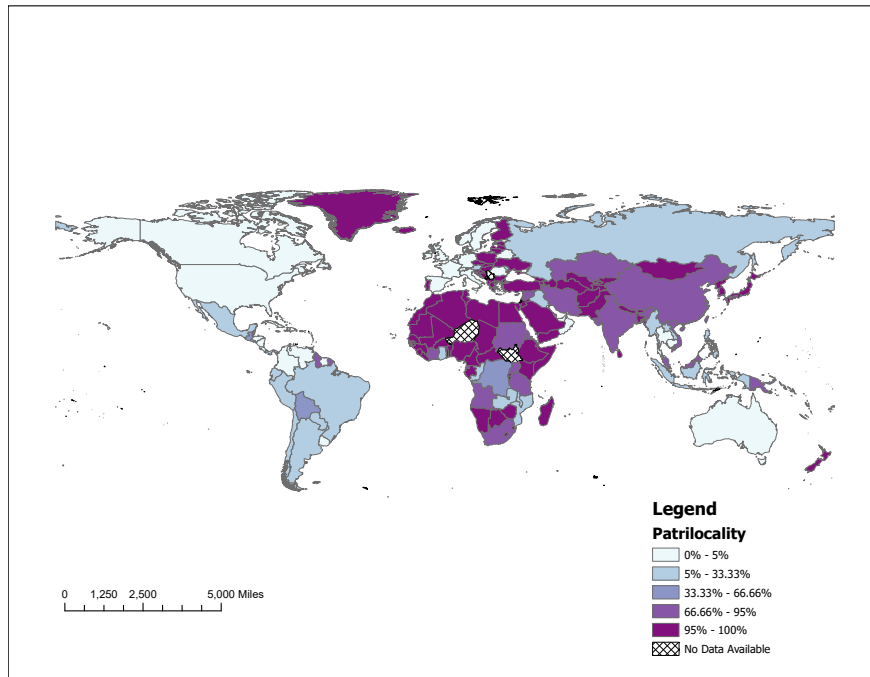 Legend
Patrilocality
0% - 5%
5% - 33.33%
33.33% - 66.66%
66.66% - 95%
95% - 100%
No Data Available
0 1,250 2,500 5,000 Miles